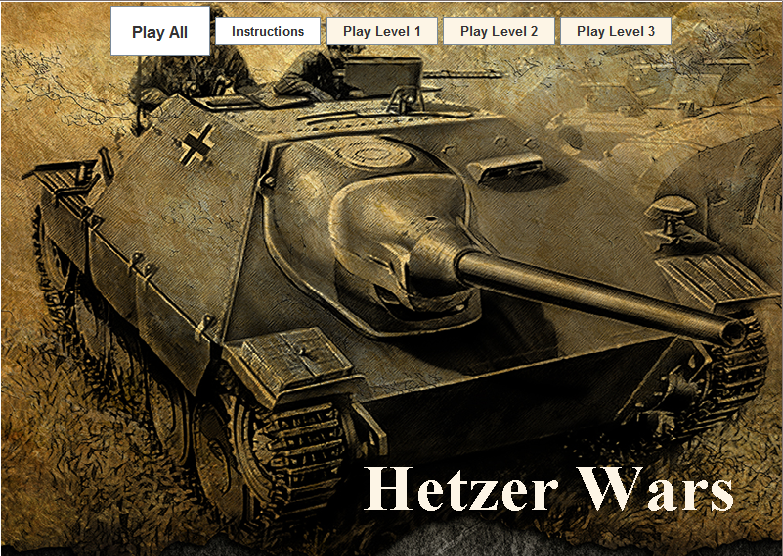 Play All
Instructions
Play Level 1
Play Level 2
Play Level 3
Hetzer Wars